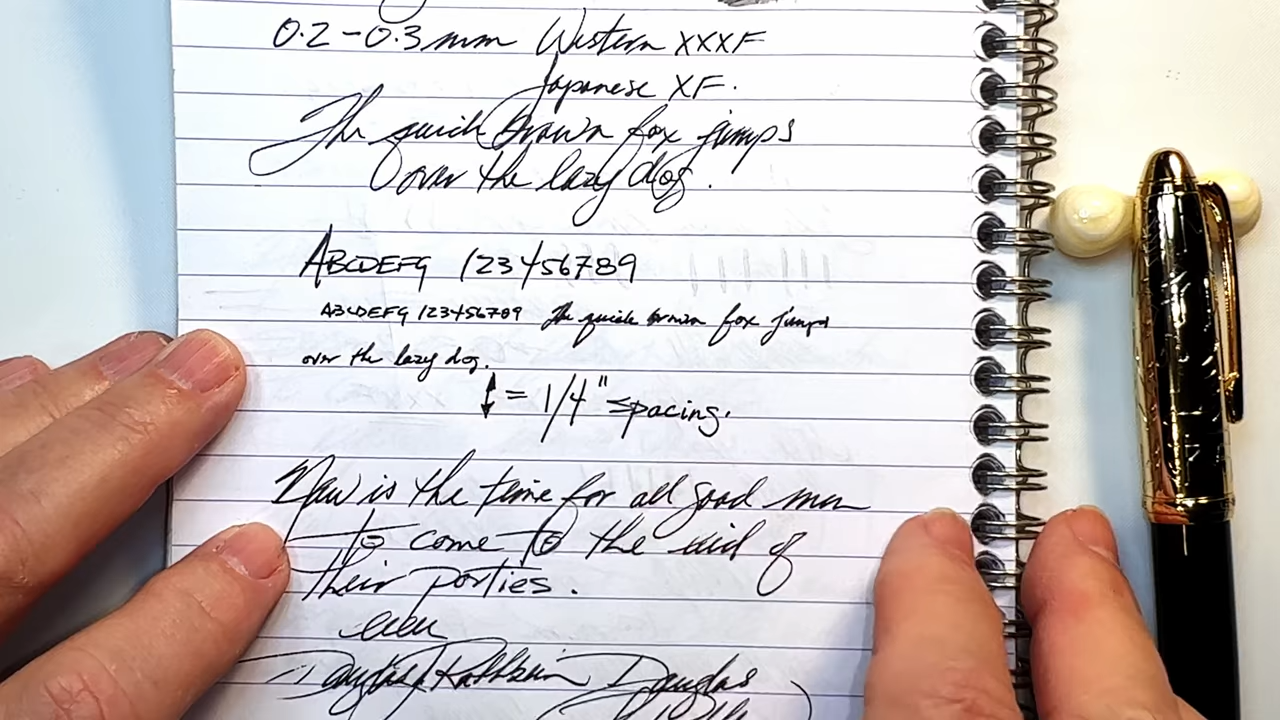 0.2-0.3mm Western XXXF
Japanese XF.
The quick brown fox jumps
over the lazy dog.
ABCDEFG 123456789
ABCDEFG 123456789 The quick brown fox jumps
over the lazy dog.
↕ = 1/4" spacing.
Now is the time for all good men
to come to the aid of
their parties.
Douglas Rathbun Douglas